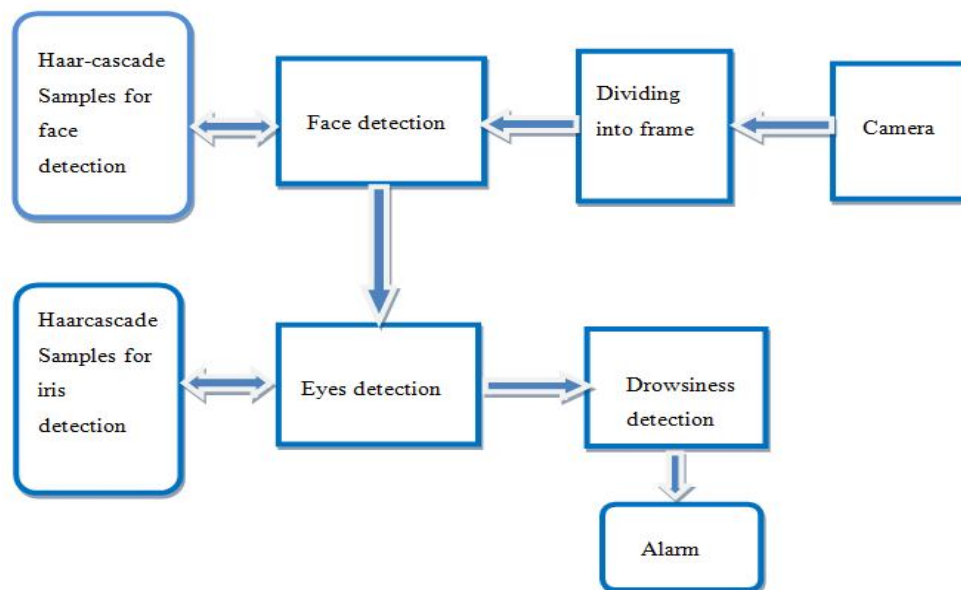 Haar-cascade
Samples for
face
detection
Face detection
Dividing
into frame
Camera
Haarcascade
Samples for
iris
detection
Eyes detection
Drowsiness
detection
Alarm